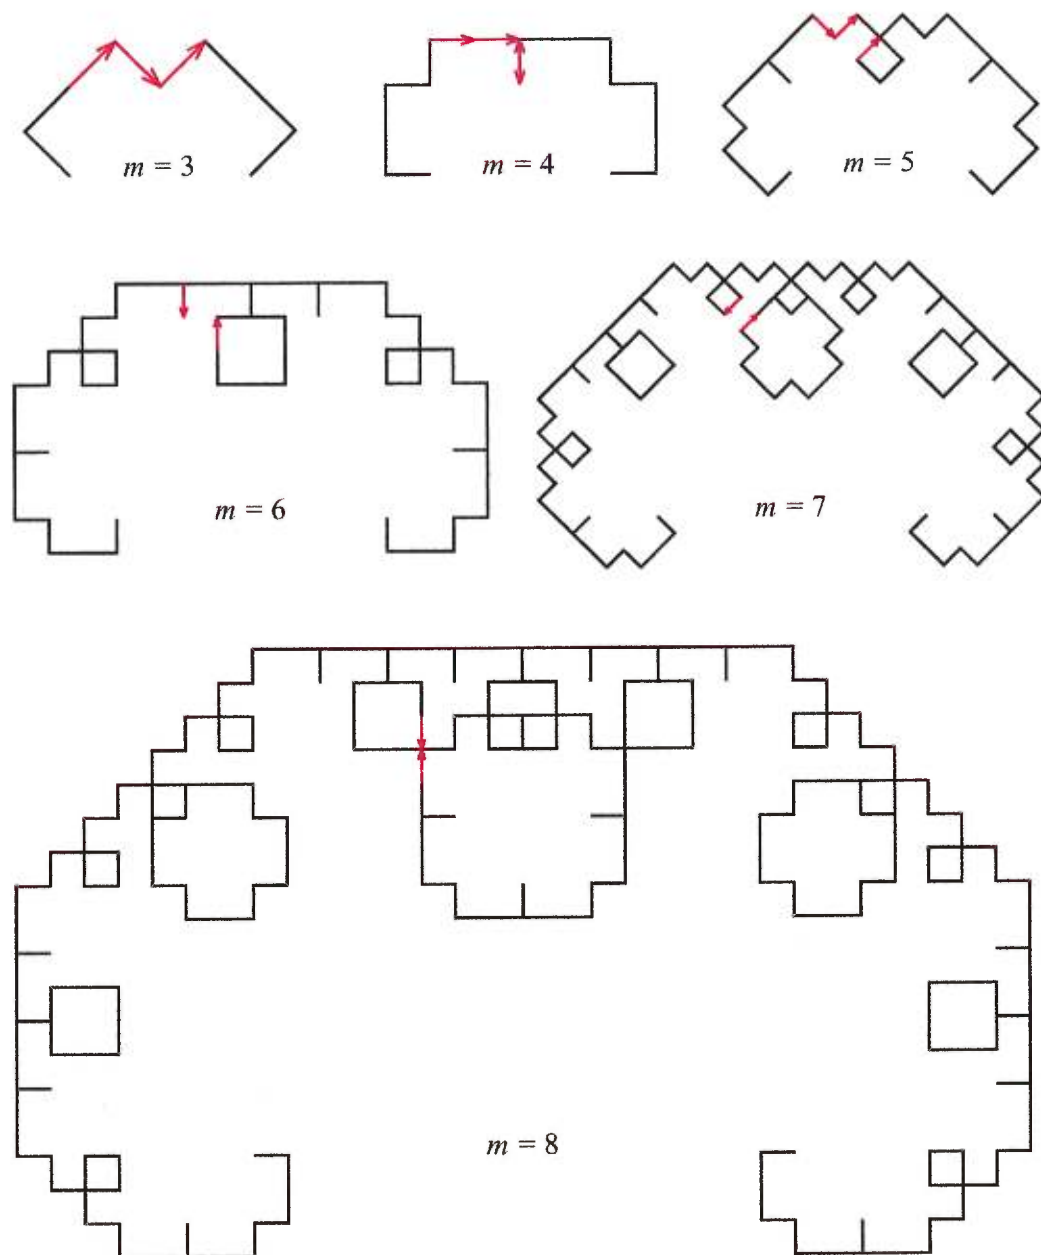 m = 3
m = 4
m = 5
m = 6
m = 7
m = 8